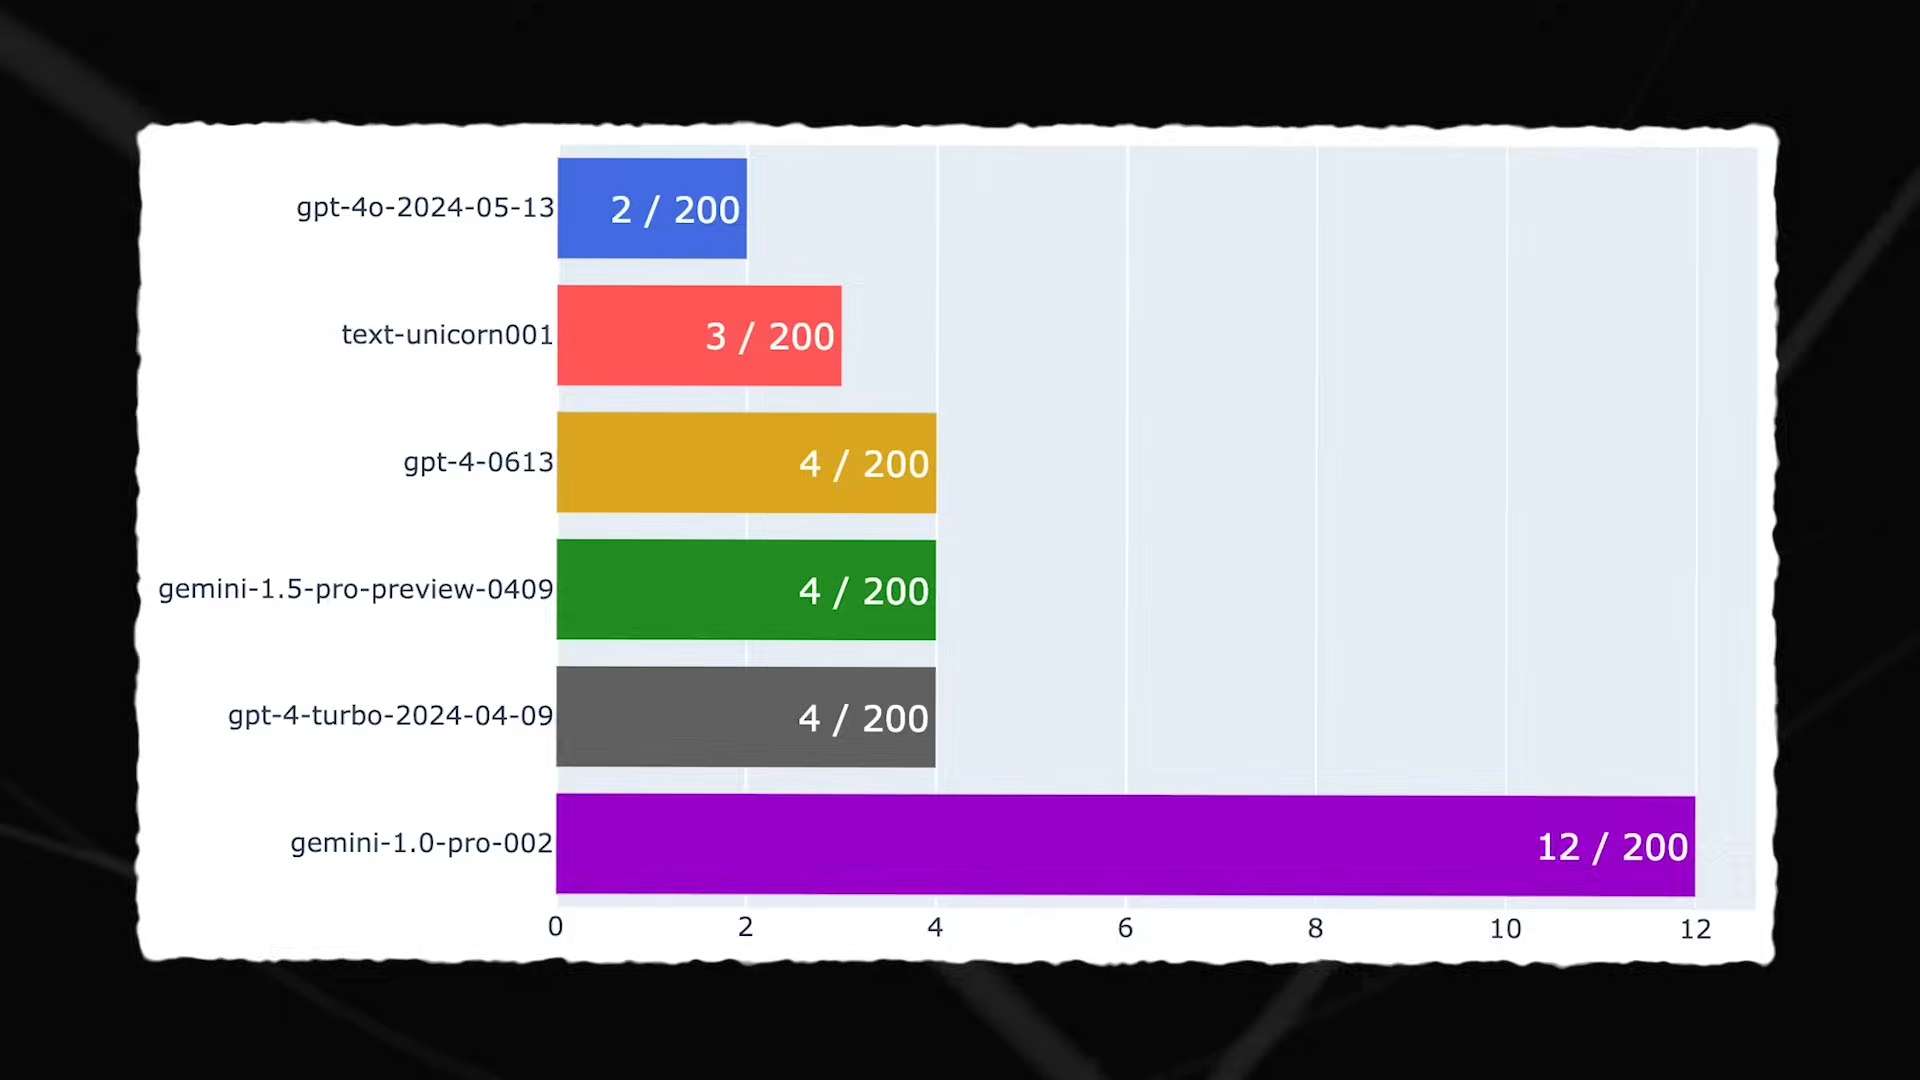 gpt-4o-2024-05-13
2 / 200
text-unicorn001
3 / 200
gpt-4-0613
4 / 200
gemini-1.5-pro-preview-0409
4 / 200
gpt-4-turbo-2024-04-09
4 / 200
gemini-1.0-pro-002
12 / 200
0 2 4 6 8 10 12